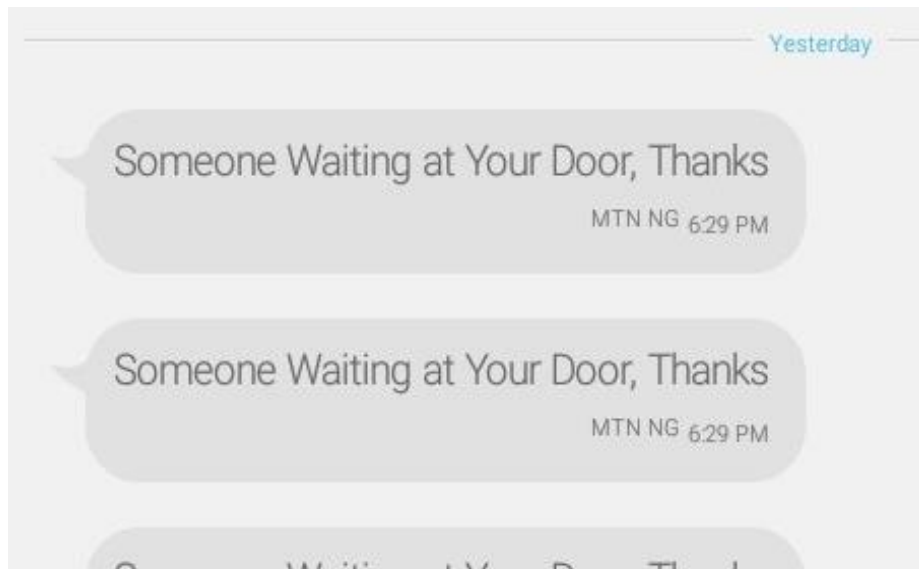 Yesterday
Someone Waiting at Your Door, Thanks
MTN NG 6:29 PM
Someone Waiting at Your Door, Thanks
MTN NG 6:29 PM